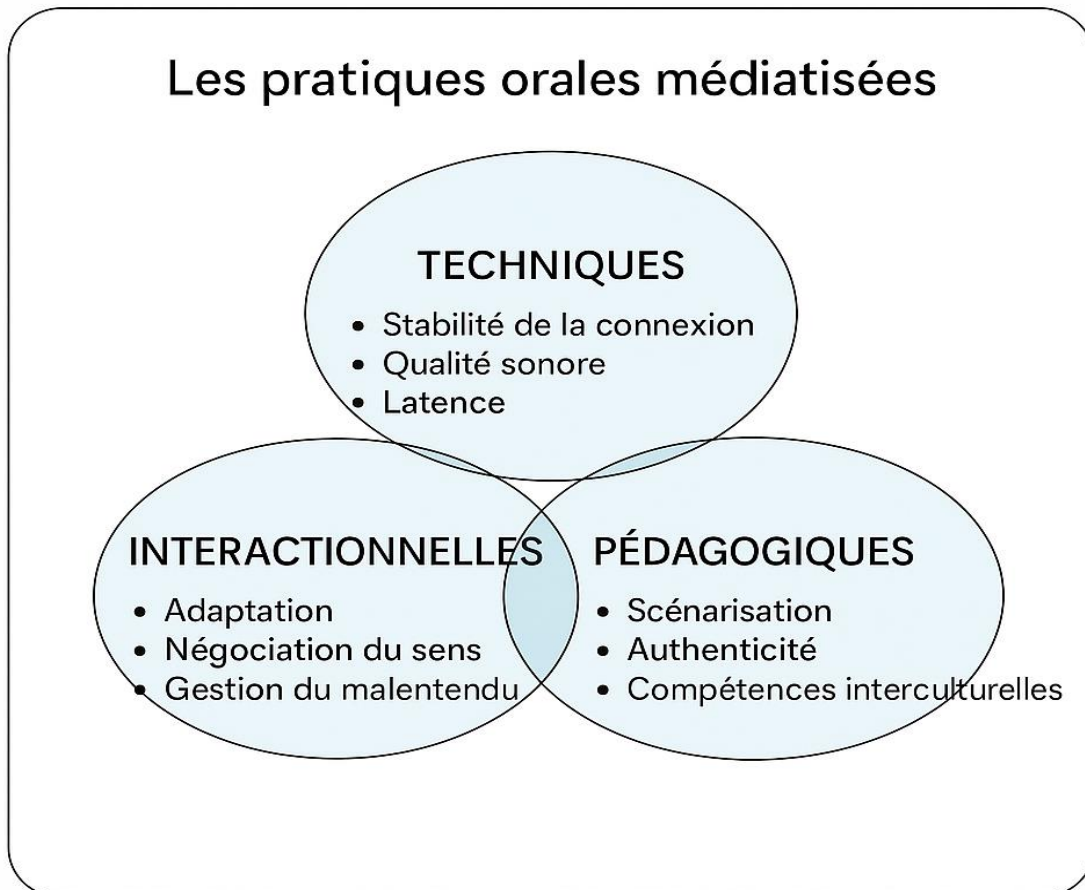 Les pratiques orales médiatisées
TECHNIQUES
• Stabilité de la connexion
• Qualité sonore
• Latence
INTERACTIONNELLES
• Adaptation
• Négociation du sens
• Gestion du malentendu
PÉDAGOGIQUES
• Scénarisation
• Authenticité
• Compétences interculturelles